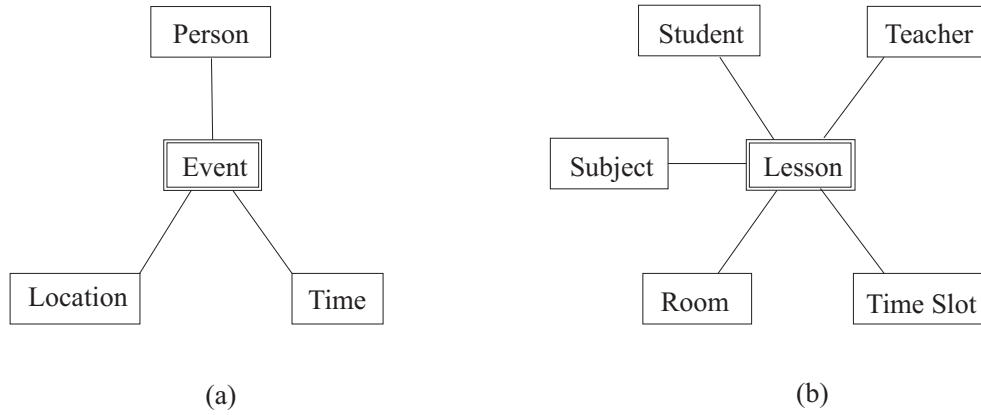 Person
Event
Location
Time
(a)
Student
Teacher
Subject
Lesson
Room
Time Slot
(b)